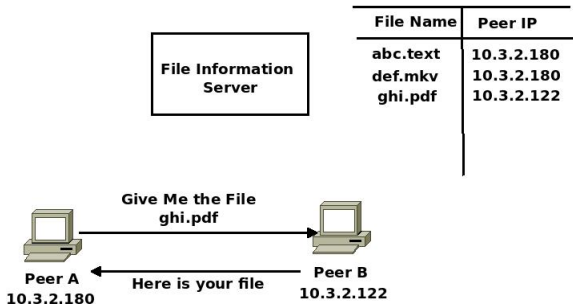 File Name Peer IP
abc.text 10.3.2.180
def.mkv 10.3.2.180
ghi.pdf 10.3.2.122
File Information
Server
Give Me the File
ghi.pdf
Here is your file
Peer A
10.3.2.180
Peer B
10.3.2.122